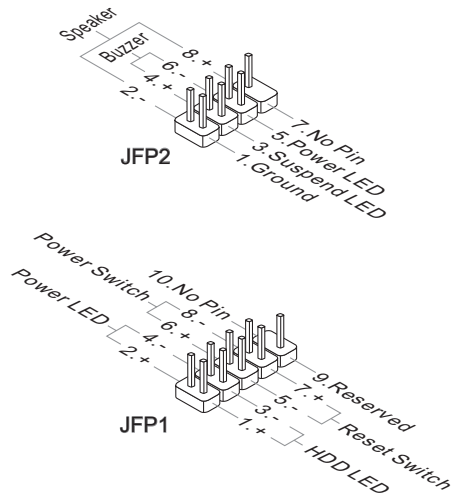 Speaker
Buzzer
8.+
6.-
4.+
2.-
7.No Pin
5.Power LED
3.Suspend LED
1.Ground
JFP2
Power Switch
Power LED
10.No Pin
8.-
6.+
4.-
2.+
9.Reserved
7.+
5.-
3.-
1.+
Reset Switch
HDD LED
JFP1